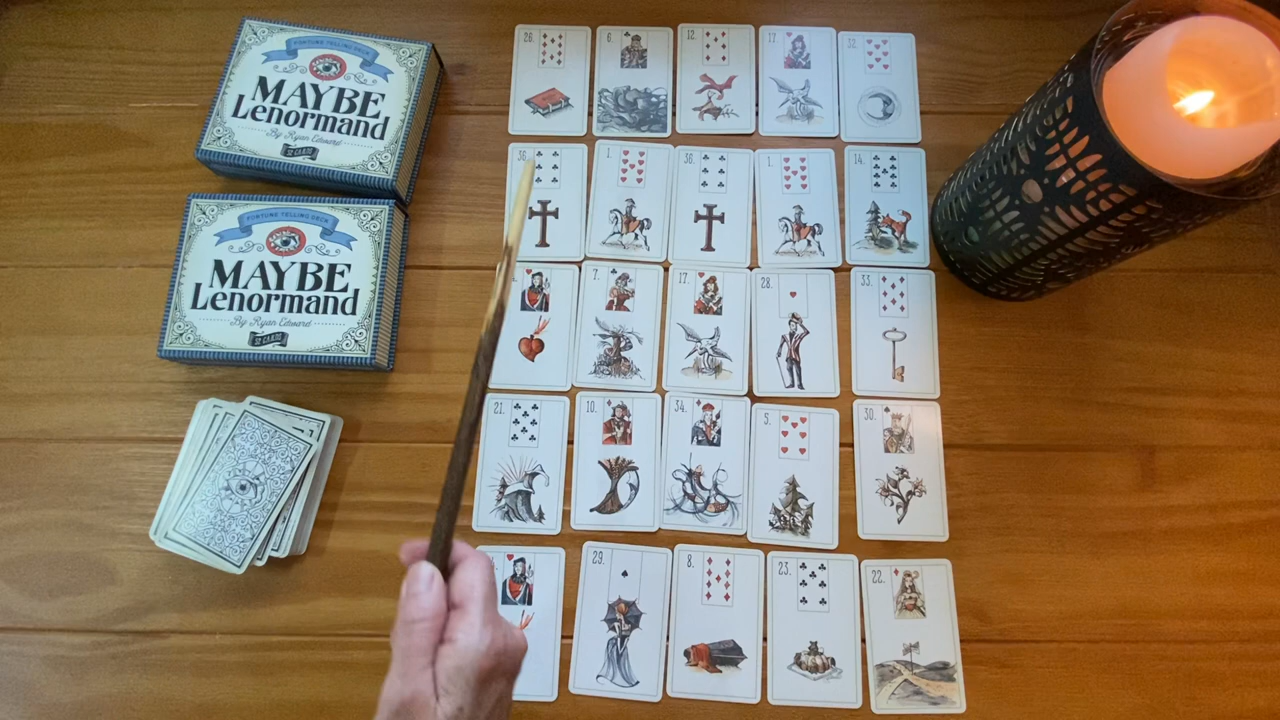 FORTUNE TELLING DECK
MAYBE
Lenormand
By Ryan Edward
52 CARDS
FORTUNE TELLING DECK
MAYBE
Lenormand
By Ryan Edward
52 CARDS
26.
6.
12.
17.
32.
36.
1.
36.
1.
14.
7.
17.
28.
33.
21.
10.
34.
5.
30.
29.
8.
23.
22.